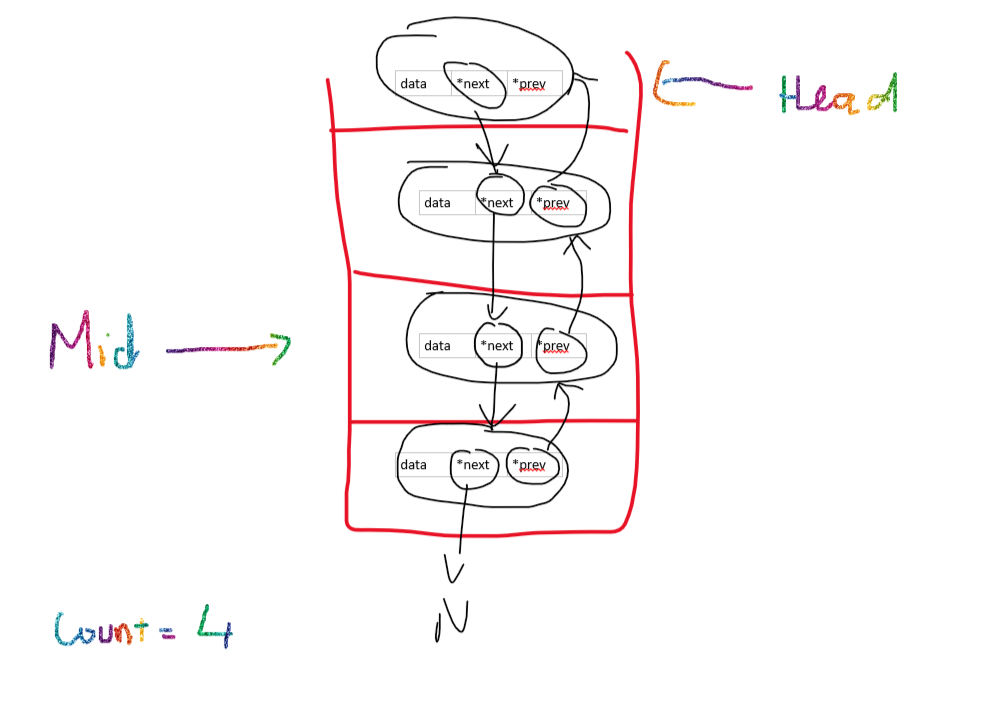 data *next *prev
Head
data *next *prev
Mid
data *next *prev
data *next *prev
N
Count = 4